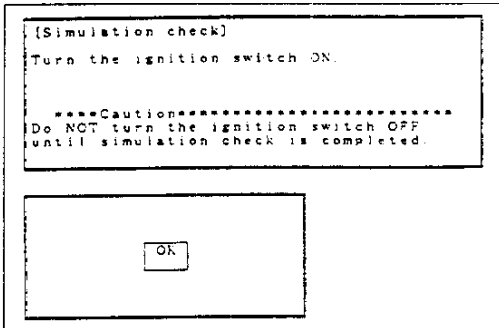 [Simulation check]
Turn the ignition switch ON.
****Caution*************************
Do NOT turn the ignition switch OFF
until simulation check is completed.
OK